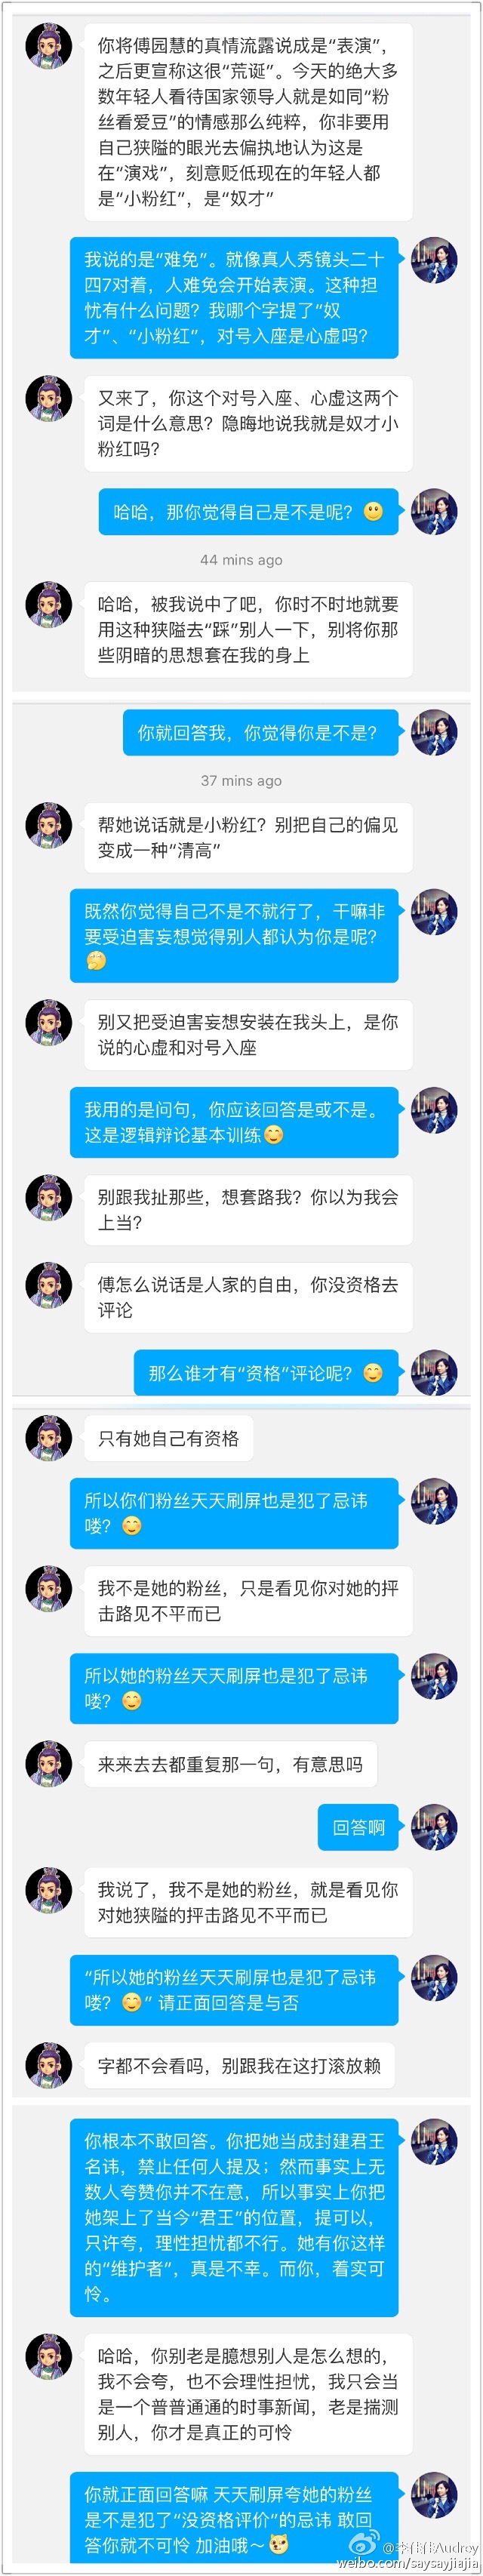 你将傅园慧的真情流露说成是“表演”，
之后更宣称这很“荒诞”。今天的绝大多
数年轻人看待国家领导人就是如同“粉
丝看爱豆”的情感那么纯粹，你非要用
自己狭隘的眼光去偏执地认为这是
在“演戏”，刻意贬低现在的年轻人都
是“小粉红”，是“奴才”
我说的是“难免”。就像真人秀镜头二十
四7对着，人难免会开始表演。这种担
忧有什么问题？我哪个字提了“奴
才”、“小粉红”，对号入座是心虚吗？
又来了，你这个对号入座、心虚这两个
词是什么意思？隐晦地说我就是奴才小
粉红吗？
哈哈，那你觉得自己是不是呢？
44 mins ago
哈哈，被我说中了吧，你时不时地就要
用这种狭隘去“踩”别人一下，别将你那
些阴暗的思想套在我的身上
你就回答我，你觉得你是不是？
37 mins ago
帮她说话就是小粉红？别把自己的偏见
变成一种“清高”
既然你觉得自己不是不就行了，干嘛非
要受迫害妄想觉得别人都认为你是呢？
别又把受迫害妄想安装在我头上，是你
说的心虚和对号入座
我用的是问句，你应该回答是或不是。
这是逻辑辩论基本训练
别跟我扯那些，想套路我？你以为我会
上当？
傅怎么说话是人家的自由，你没资格去
评论
那么谁才有“资格”评论呢？
只有她自己有资格
所以你们粉丝天天刷屏也是犯了忌讳
喽？
我不是她的粉丝，只是看见你对她的抨
击路见不平而已
所以她的粉丝天天刷屏也是犯了忌讳
喽？
来来去去都重复那一句，有意思吗
回答啊
我说了，我不是她的粉丝，就是看见你
对她狭隘的抨击路见不平而已
“所以她的粉丝天天刷屏也是犯了忌讳
喽？” 请正面回答是与否
字都不会看吗，别跟我在这打滚放赖
你根本不敢回答。你把她当成封建君王
名讳，禁止任何人提及；然而事实上无
数人夸赞你并不在意，所以事实上你把
她架上了当今“君王”的位置，提可以，
只许夸，理性担忧都不行。她有你这样
的“维护者”，真是不幸。而你，着实可
怜。
哈哈，你别老是臆想别人是怎么想的，
我不会夸，也不会理性担忧，我只会当
是一个普普通通的时事新闻，老是揣测
别人，你才是真正的可怜
你就正面回答嘛 天天刷屏夸她的粉丝
是不是犯了“没资格评价”的忌讳 敢回
答你就不可怜 加油哦～
@李佳佳Audrey
weibo.com/saysayjiajia